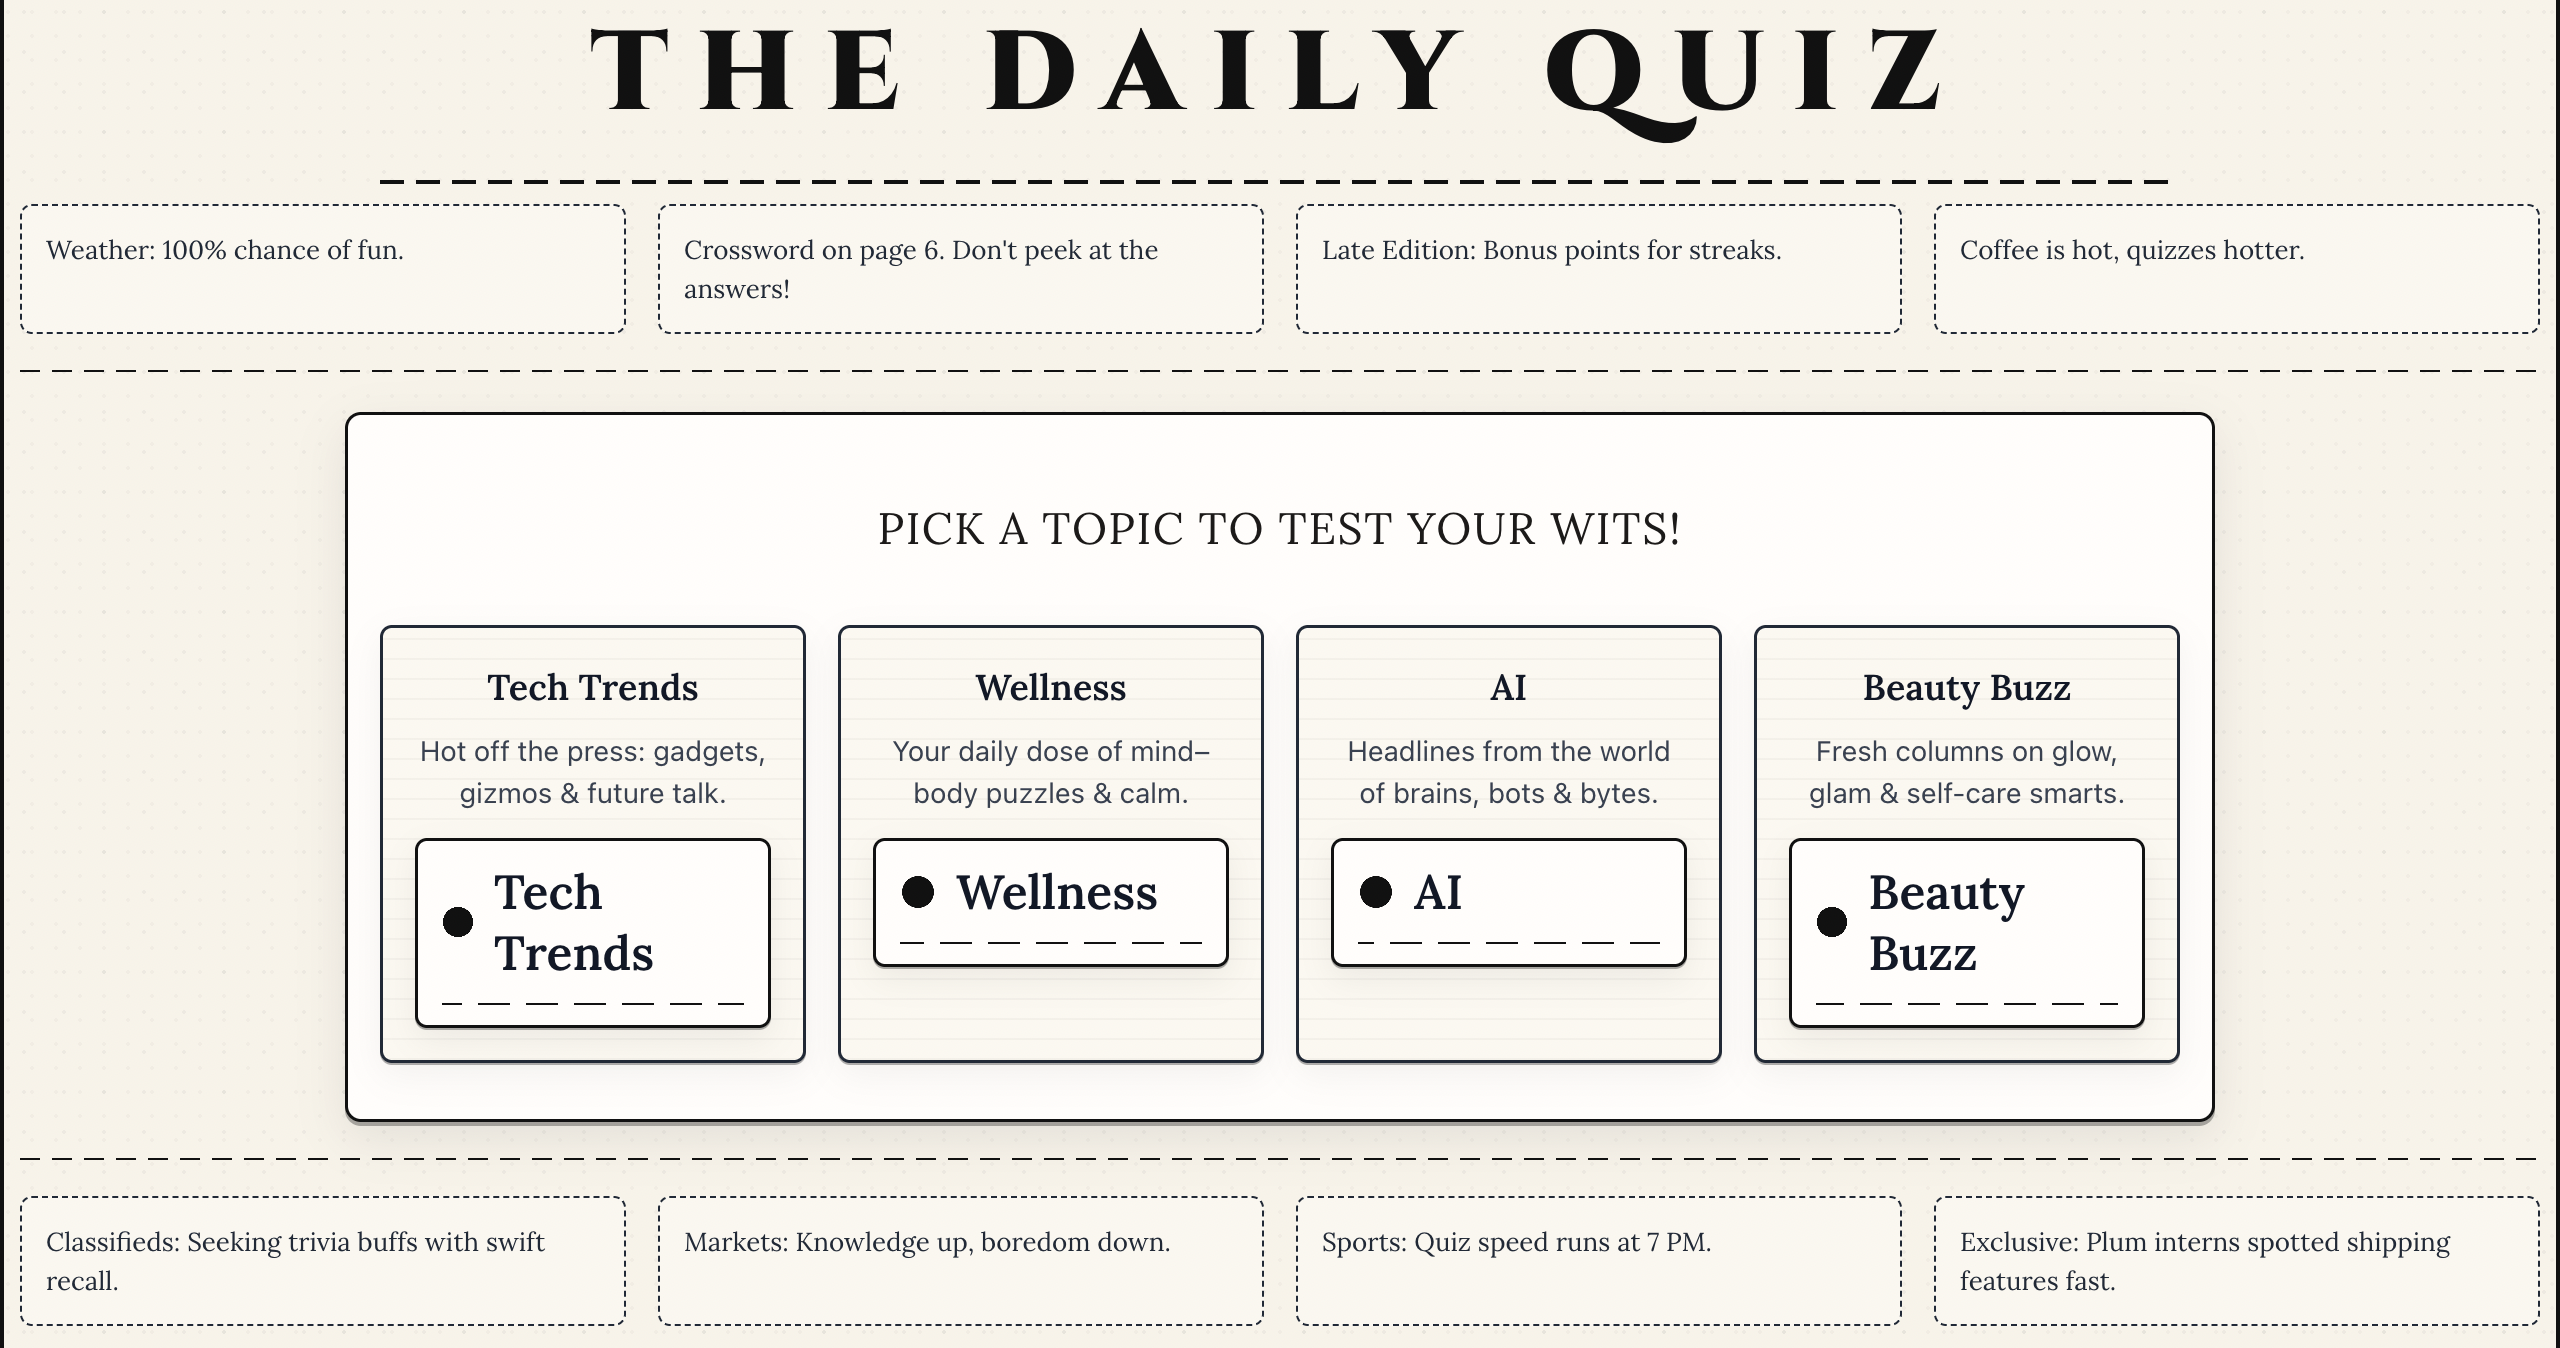 THE DAILY QUIZ
Weather: 100% chance of fun.
Crossword on page 6. Don't peek at the
answers!
Late Edition: Bonus points for streaks.
Coffee is hot, quizzes hotter.
PICK A TOPIC TO TEST YOUR WITS!
Tech Trends
Hot off the press: gadgets,
gizmos & future talk.
Tech
Trends
Wellness
Your daily dose of mind–
body puzzles & calm.
Wellness
AI
Headlines from the world
of brains, bots & bytes.
AI
Beauty Buzz
Fresh columns on glow,
glam & self-care smarts.
Beauty
Buzz
Classifieds: Seeking trivia buffs with swift
recall.
Markets: Knowledge up, boredom down.
Sports: Quiz speed runs at 7 PM.
Exclusive: Plum interns spotted shipping
features fast.